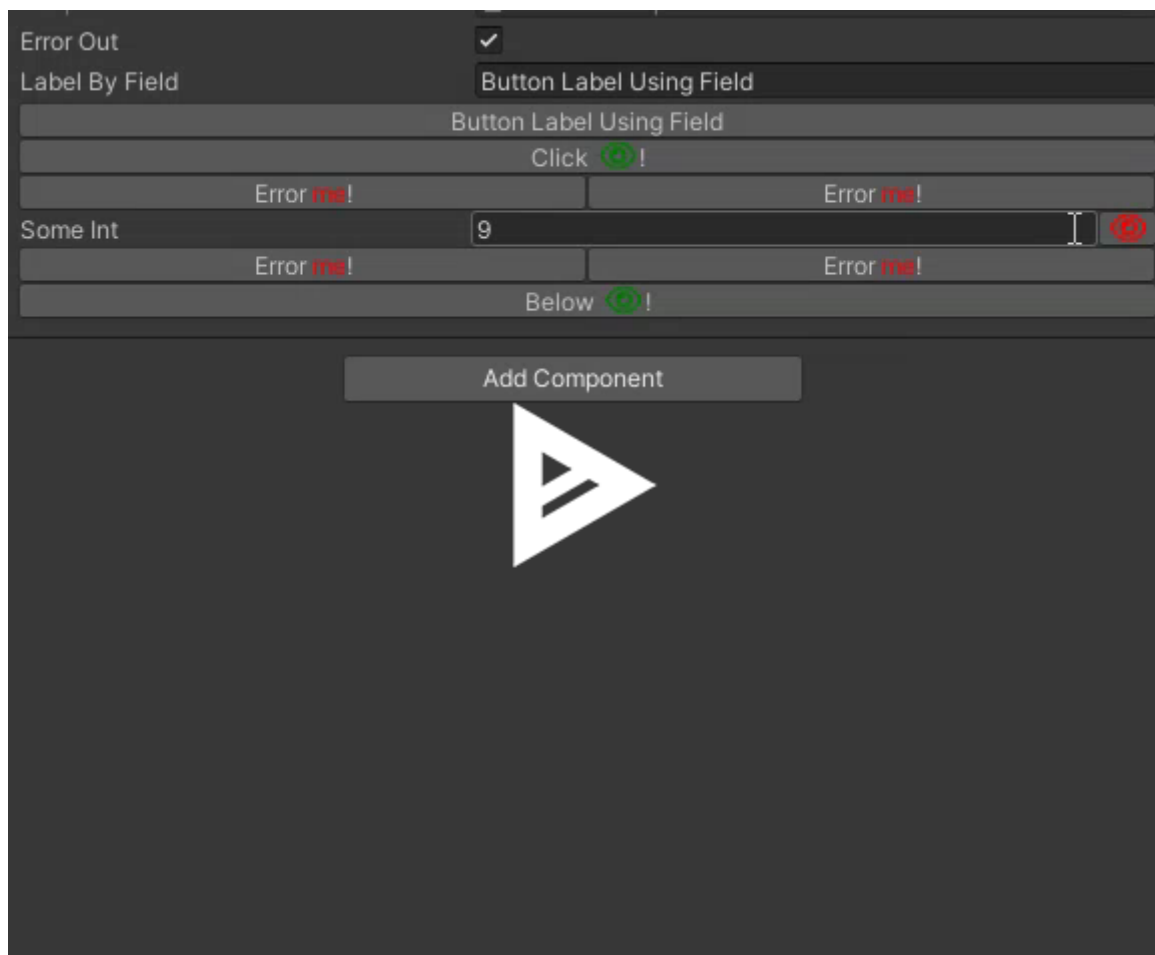 Error Out
Label By Field Button Label Using Field
Button Label Using Field
Click !
Error me! Error me!
Some Int 9
Error me! Error me!
Below !
Add Component